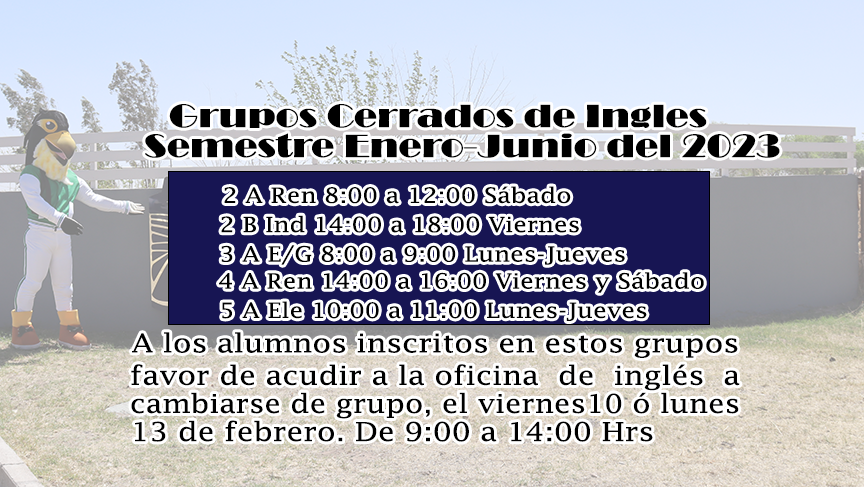 Grupos Cerrados de Ingles
Semestre Enero-Junio del 2023
2 A Ren 8:00 a 12:00 Sábado
2 B Ind 14:00 a 18:00 Viernes
3 A E/G 8:00 a 9:00 Lunes-Jueves
4 A Ren 14:00 a 16:00 Viernes y Sábado
5 A Ele 10:00 a 11:00 Lunes-Jueves
A los alumnos inscritos en estos grupos
favor de acudir a la oficina de inglés a
cambiarse de grupo, el viernes10 ó lunes
13 de febrero. De 9:00 a 14:00 Hrs